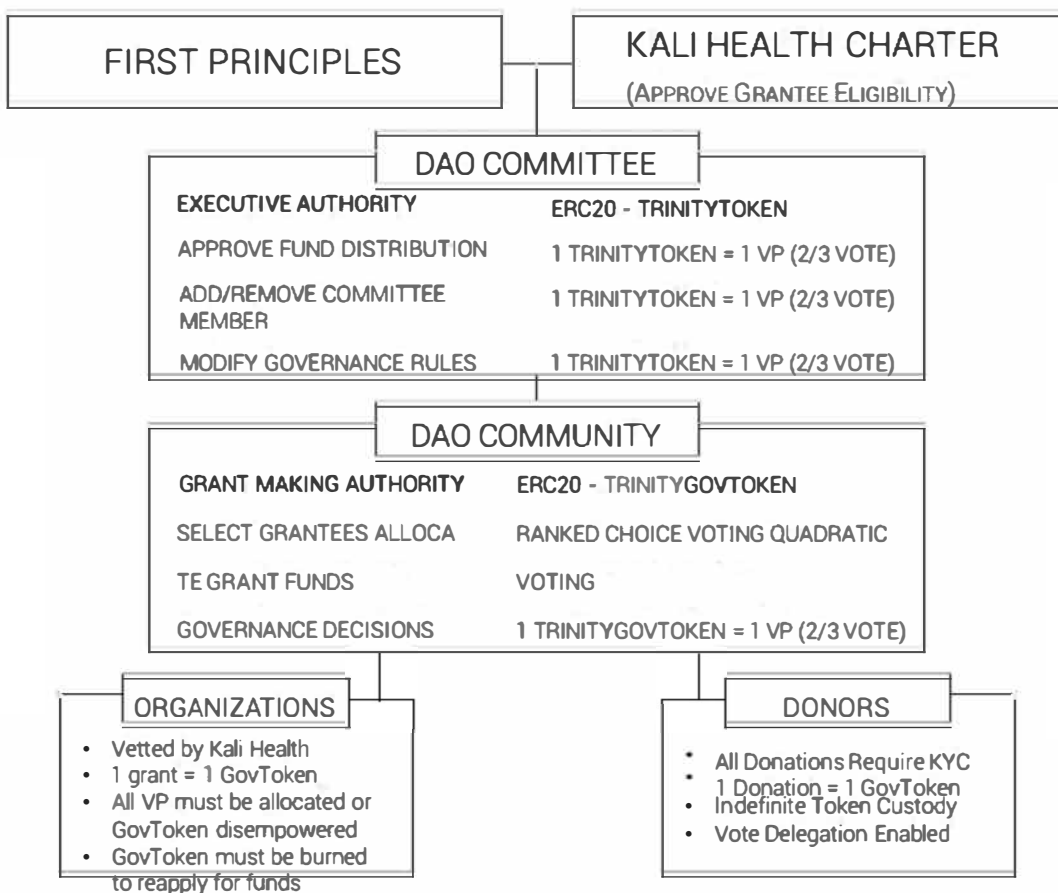 FIRST PRINCIPLES
KALI HEALTH CHARTER
(APPROVE GRANTEE ELIGIBILITY)
DAO COMMITTEE
EXECUTIVE AUTHORITY
ERC20 - TRINITYTOKEN
APPROVE FUND DISTRIBUTION
1 TRINITYTOKEN = 1 VP (2/3 VOTE)
ADD/REMOVE COMMITTEE
MEMBER
1 TRINITYTOKEN = 1 VP (2/3 VOTE)
MODIFY GOVERNANCE RULES
1 TRINITYTOKEN = 1 VP (2/3 VOTE)
DAO COMMUNITY
GRANT MAKING AUTHORITY
ERC20 - TRINITYGOVTOKEN
SELECT GRANTEES ALLOCA
RANKED CHOICE VOTING QUADRATIC
TE GRANT FUNDS
VOTING
GOVERNANCE DECISIONS
1 TRINITYGOVTOKEN = 1 VP (2/3 VOTE)
ORGANIZATIONS
• Vetted by Kali Health
• 1 grant = 1 GovToken
• All VP must be allocated or
GovToken disempowered
• GovToken must be burned
to reapply for funds
DONORS
• All Donations Require KYC
• 1 Donation = 1 GovToken
• Indefinite Token Custody
• Vote Delegation Enabled